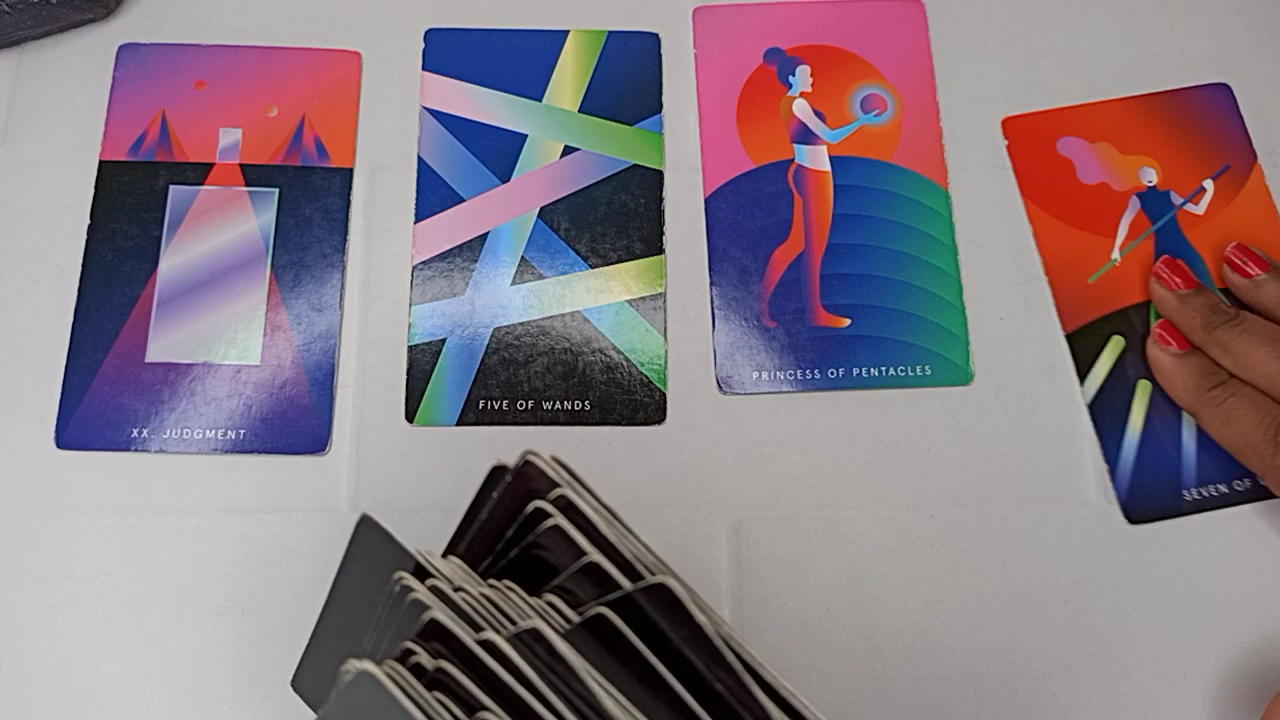 XX. JUDGMENT
FIVE OF WANDS
PRINCESS OF PENTACLES
SEVEN OF